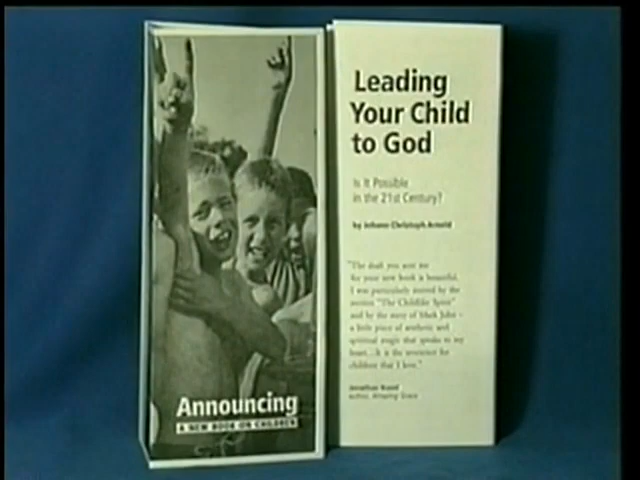 Announcing
A NEW BOOK ON CHILDREN
Leading
Your Child
to God
Is It Possible
in the 21st Century?
by Johann Christoph Arnold
"The draft you sent me
for your new book is beautiful.
I was particularly moved by the
section "The Childlike Spirit"
and by the story of Mark John –
a little piece of aesthetic and
spiritual magic that speaks to my
heart...It is the reverence for
children that I love."
Jonathan Kozol
author, Amazing Grace